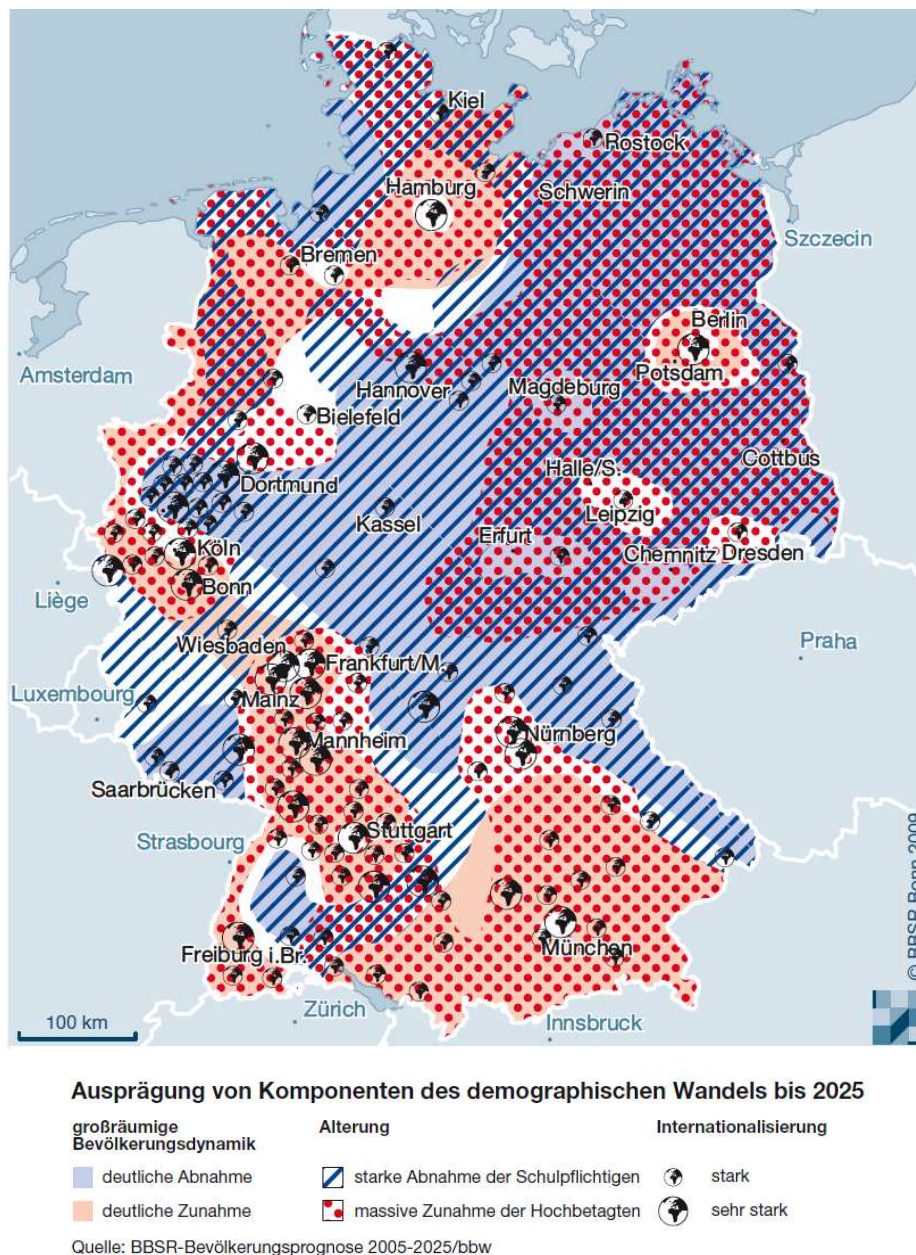 Kiel
Rostock
Hamburg
Schwerin
Szczecin
Bremen
Berlin
Amsterdam
Hannover
Potsdam
Magdeburg
Bielefeld
Cottbus
Halle/S.
Dortmund
Leipzig
Kassel
Erfurt
Köln
Chemnitz
Dresden
Bonn
Liège
Wiesbaden
Praha
Frankfurt/M.
Luxembourg
Mainz
Nürnberg
Mannheim
Saarbrücken
Stuttgart
Strasbourg
München
Freiburg i.Br.
Zürich
100 km
Innsbruck
© BBSR Bonn 2009
Ausprägung von Komponenten des demographischen Wandels bis 2025
großräumige
Bevölkerungsdynamik
deutliche Abnahme
deutliche Zunahme
Alterung
starke Abnahme der Schulpflichtigen
massive Zunahme der Hochbetagten
Internationalisierung
stark
sehr stark
Quelle: BBSR-Bevölkerungsprognose 2005-2025/bbw